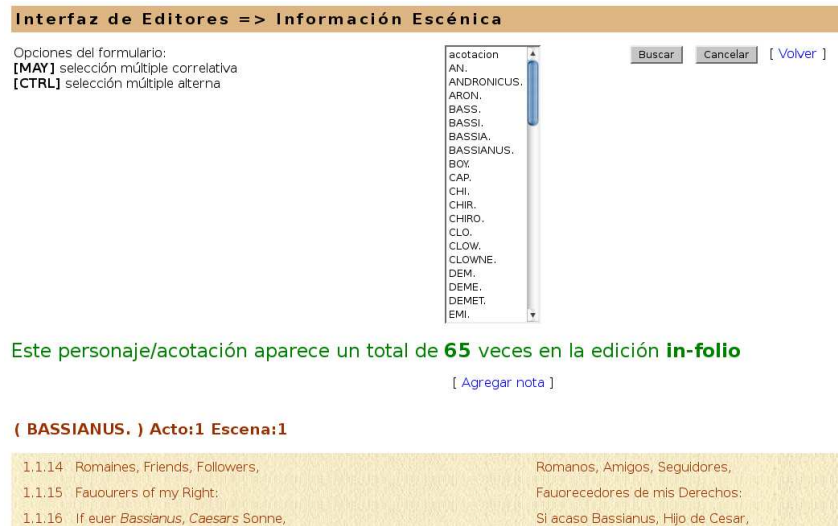 Interfaz de Editores => Información Escénica
Opciones del formulario:
[MAY] selección múltiple correlativa
[CTRL] selección múltiple alterna
acotacion
AN.
ANDRONICUS.
ARON.
BASS.
BASSI.
BASSIA.
BASSIANUS.
BOY.
CAP.
CHI.
CHIR.
CHIRO.
CLO.
CLOW.
CLOWNE.
DEM.
DEME.
DEMET.
EMI.
Buscar Cancelar [ Volver ]
Este personaje/acotación aparece un total de 65 veces en la edición in-folio
[ Agregar nota ]
( BASSIANUS. ) Acto:1 Escena:1
1.1.14 Romaines, Friends, Followers, Romanos, Amigos, Seguidores,
1.1.15 Fauourers of my Right: Fauorecedores de mis Derechos:
1.1.16 If euer Bassianus, Caesars Sonne, Si acaso Bassianus, Hijo de Cesar,